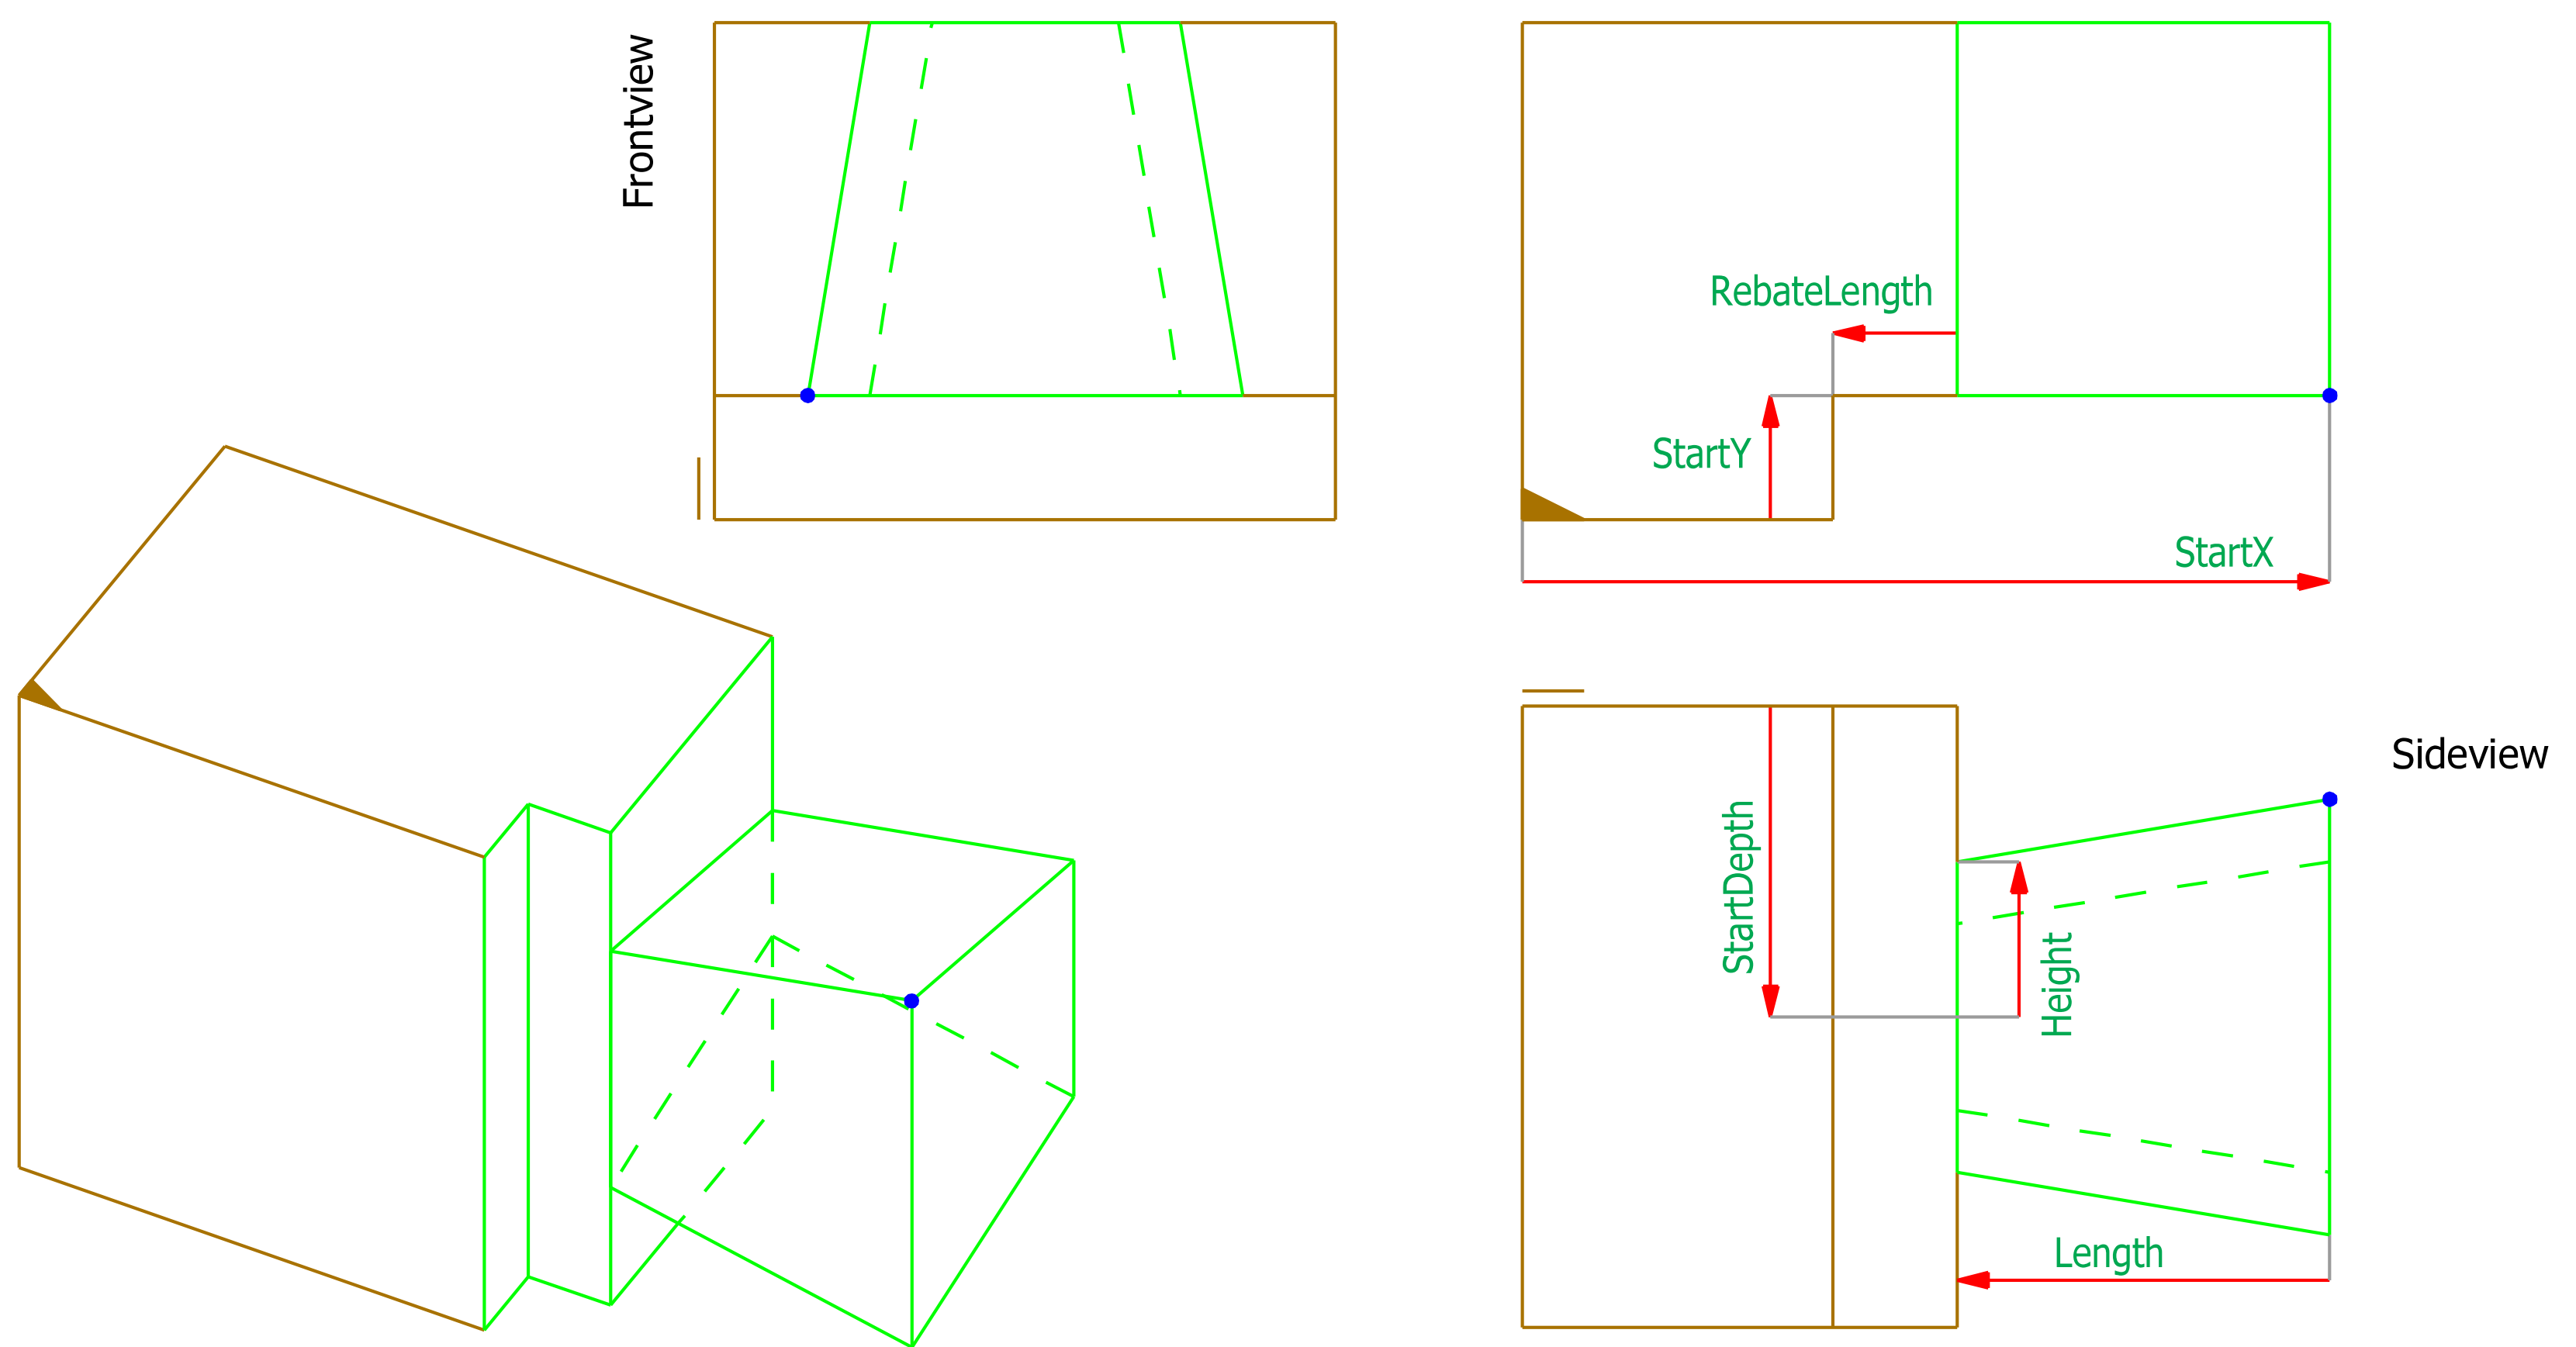 Frontview
RebateLength
StartY
StartX
Sideview
StartDepth
Height
Length